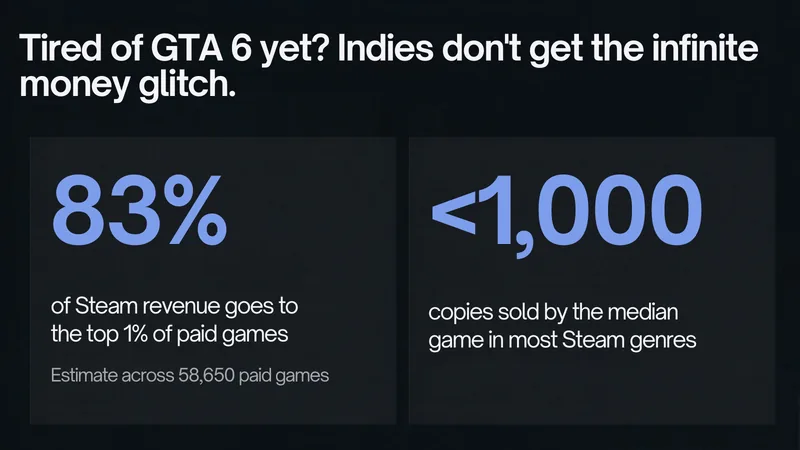 Tired of GTA 6 yet? Indies don't get the infinite
money glitch.
83%
of Steam revenue goes to
the top 1% of paid games
Estimate across 58,650 paid games
<1,000
copies sold by the median
game in most Steam genres